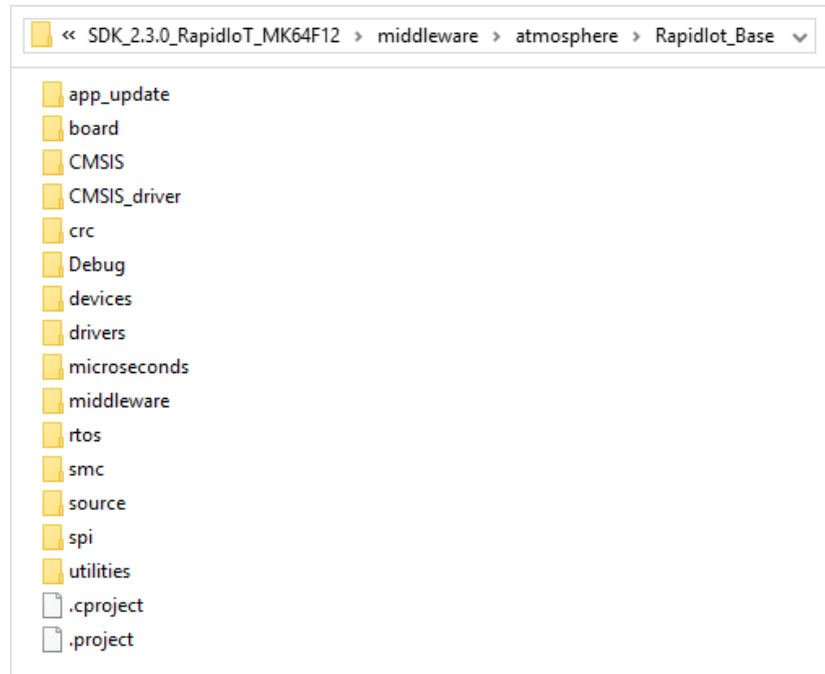 « SDK_2.3.0_RapidIoT_MK64F12 > middleware > atmosphere > RapidIot_Base
app_update
board
CMSIS
CMSIS_driver
crc
Debug
devices
drivers
microseconds
middleware
rtos
smc
source
spi
utilities
.cproject
.project